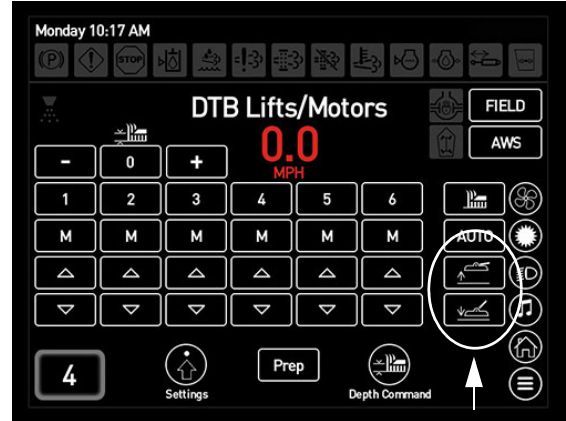 Monday 10:17 AM
(P) STOP
DTB Lifts/Motors FIELD
0.0 AWS
- 0 + MPH
1 2 3 4 5 6
M M M M M M AUTO
4 Prep
Settings Depth Command